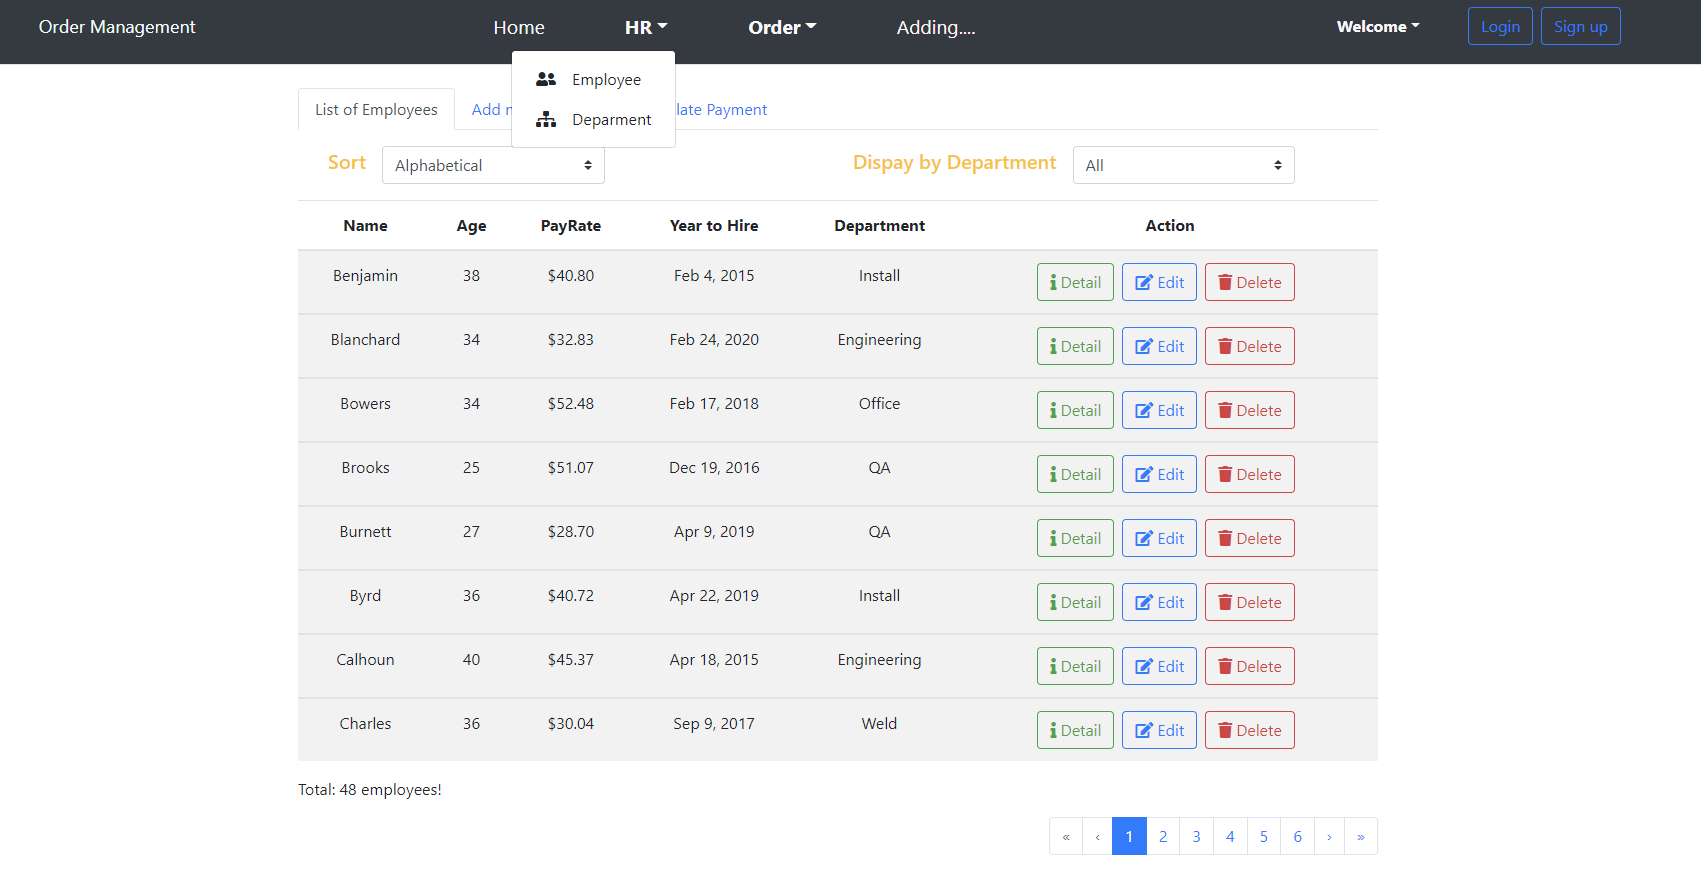 Order Management Home HR Order Adding.... Welcome Login Sign up
Employee
Deparment
List of Employees Add late Payment
Sort Alphabetical Dispay by Department All
Name Age PayRate Year to Hire Department Action
Benjamin 38 $40.80 Feb 4, 2015 Install Detail Edit Delete
Blanchard 34 $32.83 Feb 24, 2020 Engineering Detail Edit Delete
Bowers 34 $52.48 Feb 17, 2018 Office Detail Edit Delete
Brooks 25 $51.07 Dec 19, 2016 QA Detail Edit Delete
Burnett 27 $28.70 Apr 9, 2019 QA Detail Edit Delete
Byrd 36 $40.72 Apr 22, 2019 Install Detail Edit Delete
Calhoun 40 $45.37 Apr 18, 2015 Engineering Detail Edit Delete
Charles 36 $30.04 Sep 9, 2017 Weld Detail Edit Delete
Total: 48 employees!
« ‹ 1 2 3 4 5 6 › »